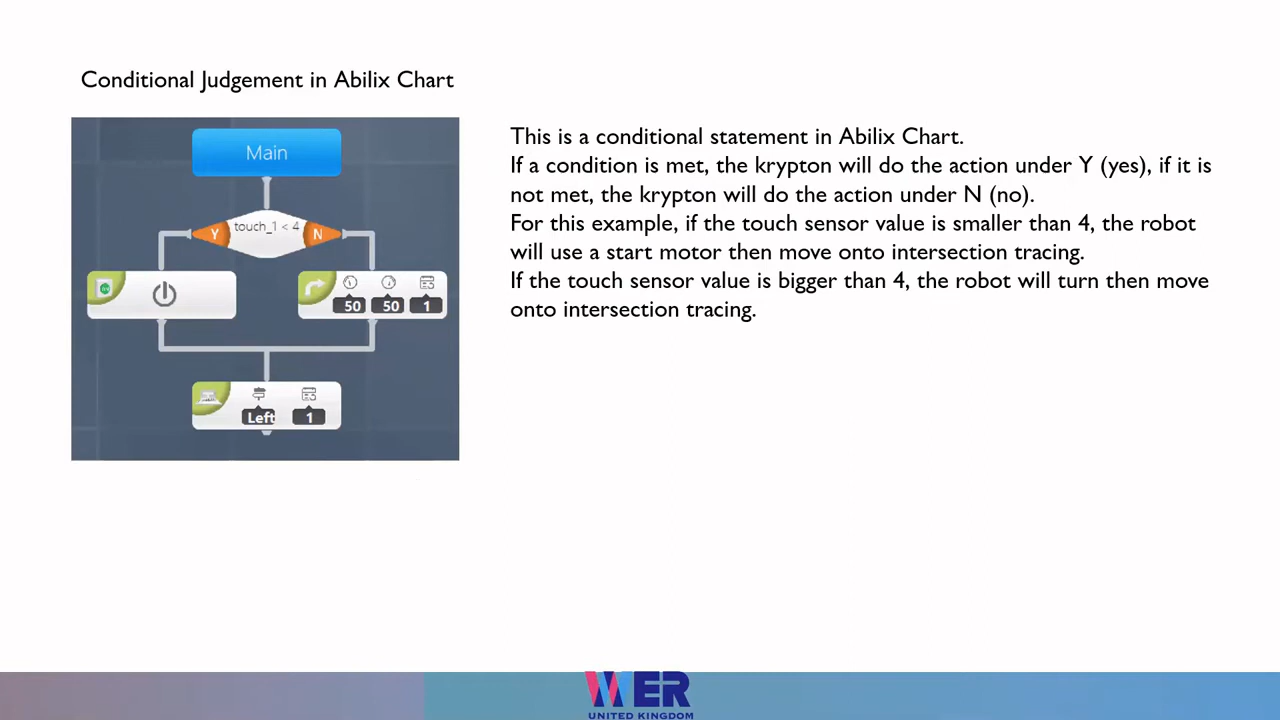 Conditional Judgement in Abilix Chart
Main
touch_1 < 4
Y
N
50 50 1
Left 1
This is a conditional statement in Abilix Chart.
If a condition is met, the krypton will do the action under Y (yes), if it is
not met, the krypton will do the action under N (no).
For this example, if the touch sensor value is smaller than 4, the robot
will use a start motor then move onto intersection tracing.
If the touch sensor value is bigger than 4, the robot will turn then move
onto intersection tracing.
WER
UNITED KINGDOM